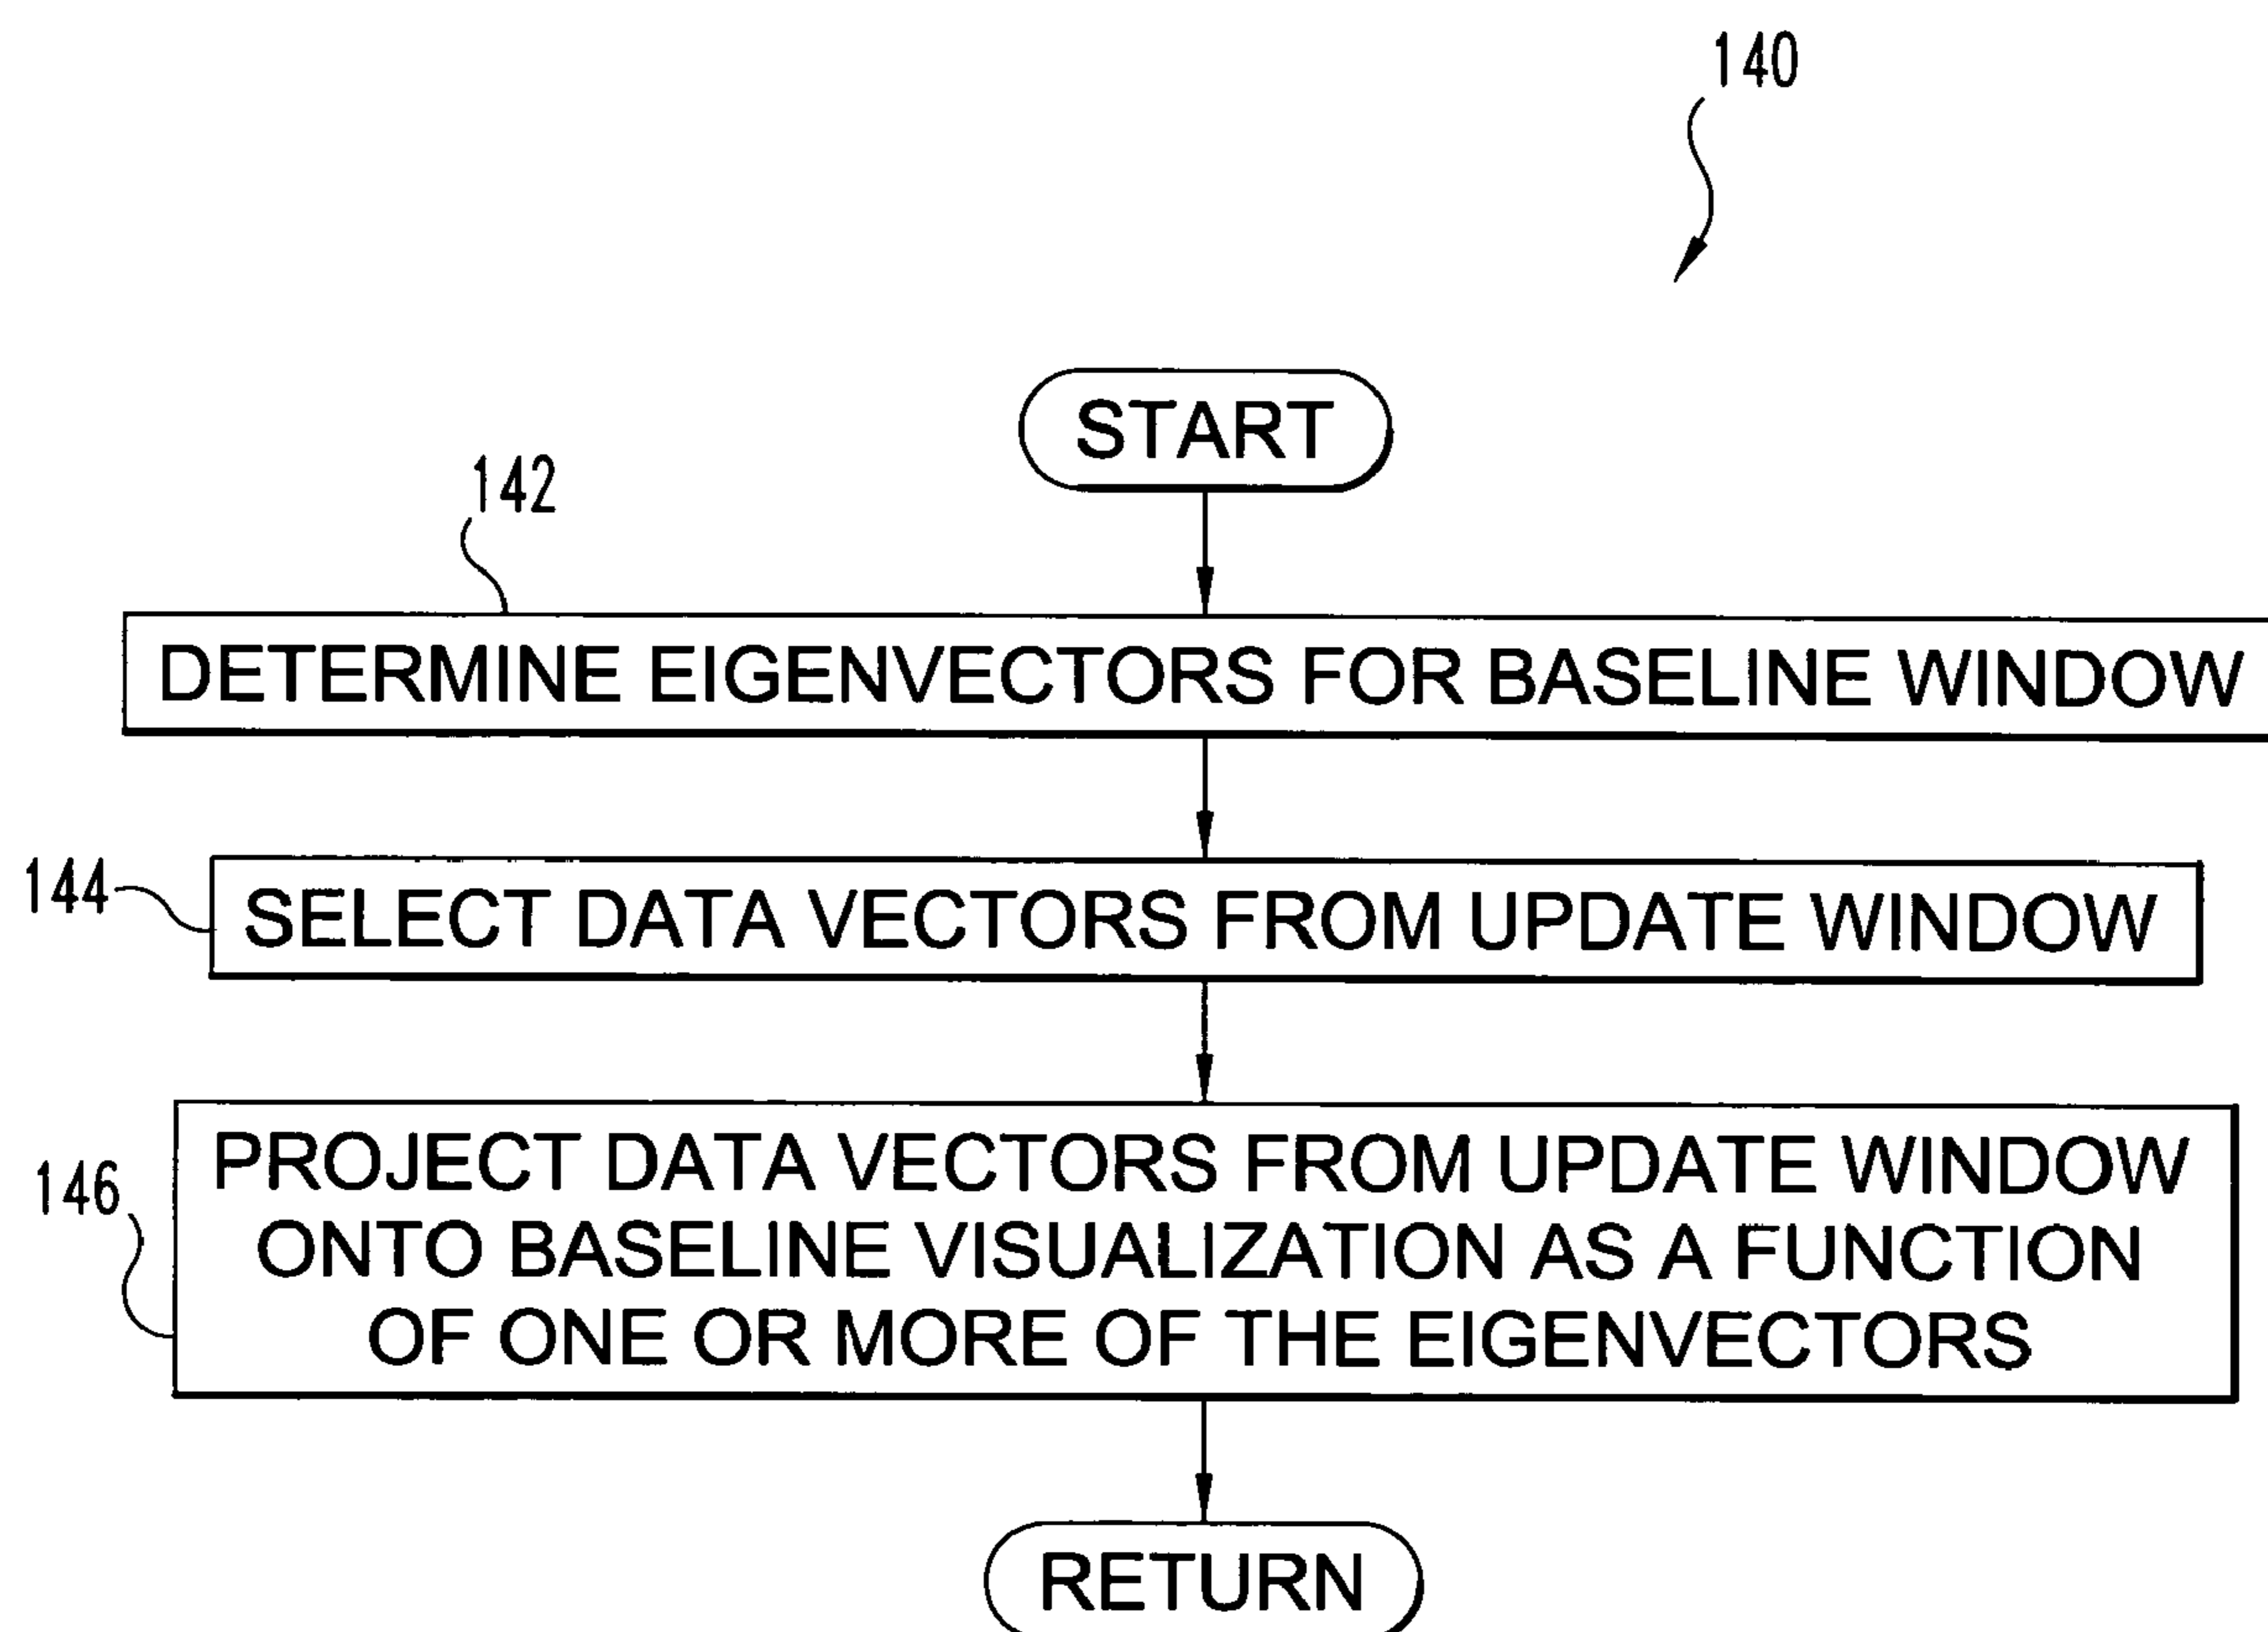 140
START
142
DETERMINE EIGENVECTORS FOR BASELINE WINDOW
144
SELECT DATA VECTORS FROM UPDATE WINDOW
146
PROJECT DATA VECTORS FROM UPDATE WINDOW
ONTO BASELINE VISUALIZATION AS A FUNCTION
OF ONE OR MORE OF THE EIGENVECTORS
RETURN